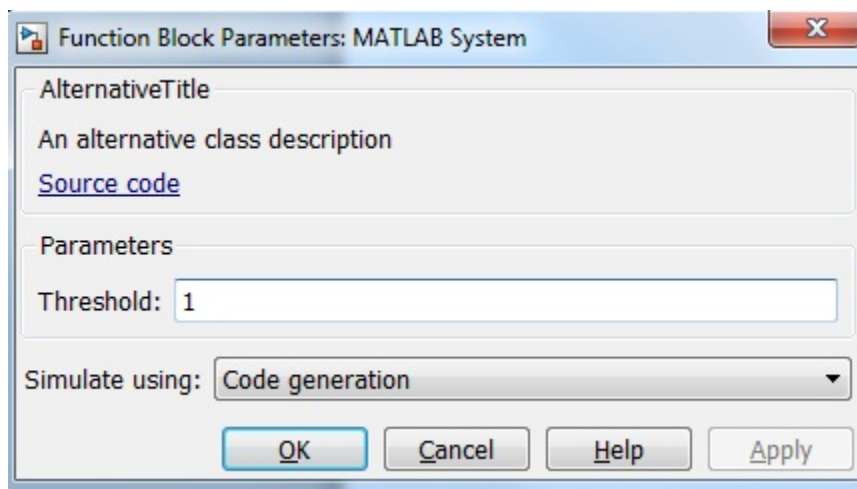 Function Block Parameters: MATLAB System
AlternativeTitle
An alternative class description
Source code
Parameters
Threshold: 1
Simulate using: Code generation
OK Cancel Help Apply